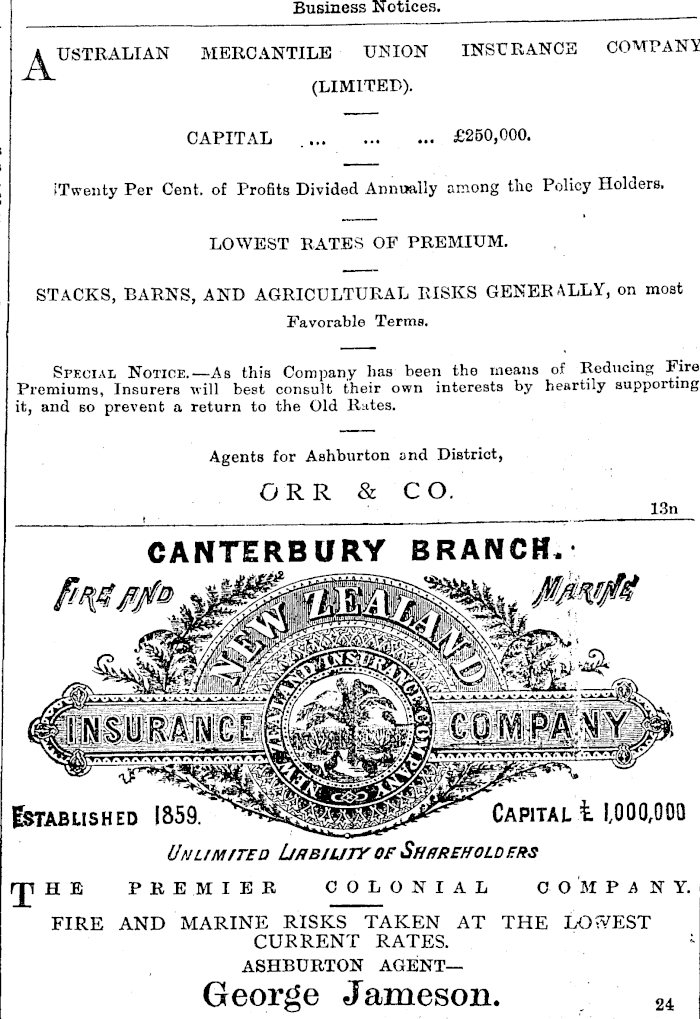 Business Notices.
AUSTRALIAN MERCANTILE UNION INSURANCE COMPANY
(LIMITED).
CAPITAL ... ... ... £250,000.
Twenty Per Cent. of Profits Divided Annually among the Policy Holders.
LOWEST RATES OF PREMIUM.
STACKS, BARNS, AND AGRICULTURAL RISKS GENERALLY, on most
Favorable Terms.
SPECIAL NOTICE.—As this Company has been the means of Reducing Fire
Premiums, Insurers will best consult their own interests by heartily supporting
it, and so prevent a return to the Old Rates.
Agents for Ashburton and District,
ORR & CO.
13n
CANTERBURY BRANCH.
FIRE AND MARINE
NEW ZEALAND
INSURANCE COMPANY
NEW ZEALAND INSURANCE COMPANY
ESTABLISHED 1859. CAPITAL £ 1,000,000
UNLIMITED LIABILITY OF SHAREHOLDERS
THE PREMIER COLONIAL COMPANY.
FIRE AND MARINE RISKS TAKEN AT THE LOWEST
CURRENT RATES.
ASHBURTON AGENT—
George Jameson.
24